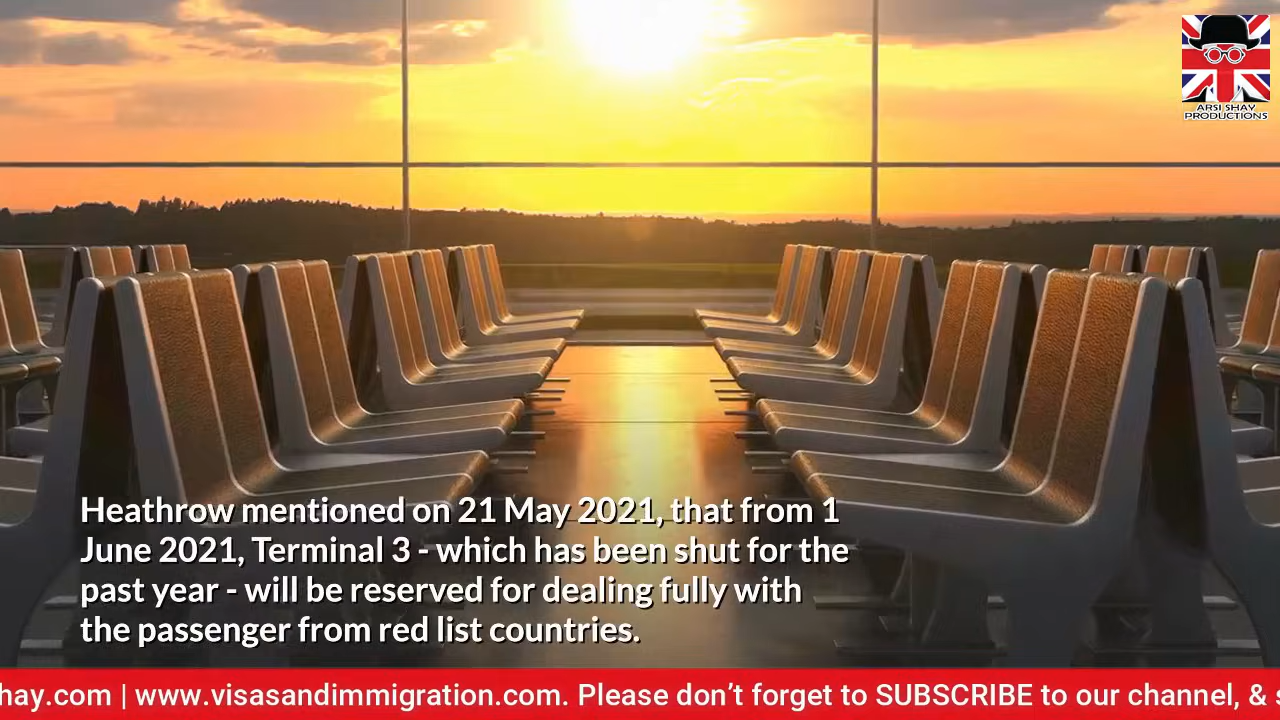 ARSI SHAY
PRODUCTIONS
Heathrow mentioned on 21 May 2021, that from 1
June 2021, Terminal 3 - which has been shut for the
past year - will be reserved for dealing fully with
the passenger from red list countries.
hay.com | www.visasandimmigration.com. Please don’t forget to SUBSCRIBE to our channel, & s